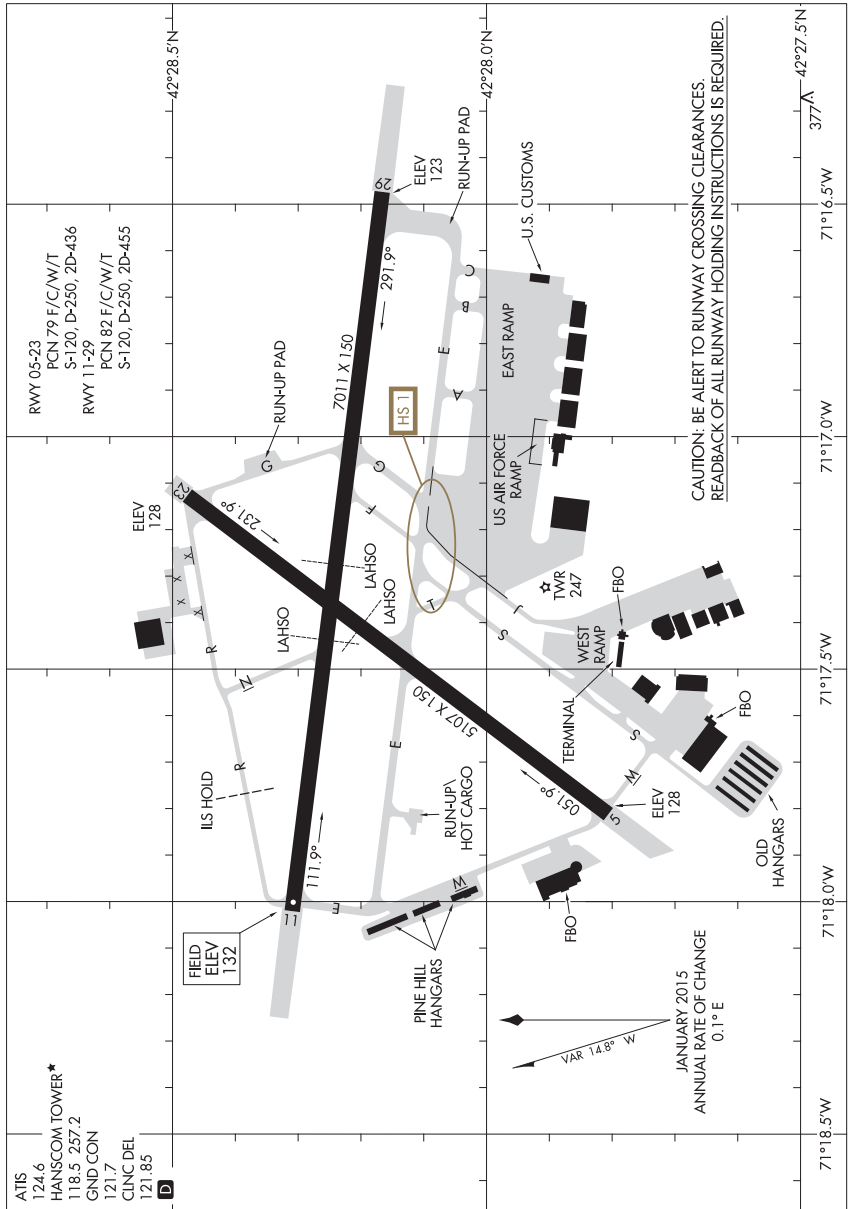 ATIS
124.6
HANSCOM TOWER★
118.5 257.2
GND CON
121.7
CLNC DEL
121.85
D
RWY 05-23
PCN 79 F/C/W/T
S-120, D-250, 2D-436
RWY 11-29
PCN 82 F/C/W/T
S-120, D-250, 2D-455
42°28.5'N
42°28.0'N
42°27.5'N
FIELD
ELEV
132
11
111.9°
ILS HOLD
R
R
N
X
X
X
X
ELEV
128
23
231.9°
G
RUN-UP PAD
7011 X 150
291.9°
29
ELEV
123
RUN-UP PAD
LAHSO
LAHSO
LAHSO
F
G
HS 1
A
E
B
C
EAST RAMP
U.S. CUSTOMS
US AIR FORCE
RAMP
T
J
S
TWR
247
E
E
RUN-UP\
HOT CARGO
5107 X 150
051.9°
5
ELEV
128
W
W
S
WEST
RAMP
TERMINAL
FBO
FBO
FBO
OLD
HANGARS
PINE HILL
HANGARS
VAR 14.8° W
JANUARY 2015
ANNUAL RATE OF CHANGE
0.1° E
CAUTION: BE ALERT TO RUNWAY CROSSING CLEARANCES.
READBACK OF ALL RUNWAY HOLDING INSTRUCTIONS IS REQUIRED.
377
71°18.5'W
71°18.0'W
71°17.5'W
71°17.0'W
71°16.5'W